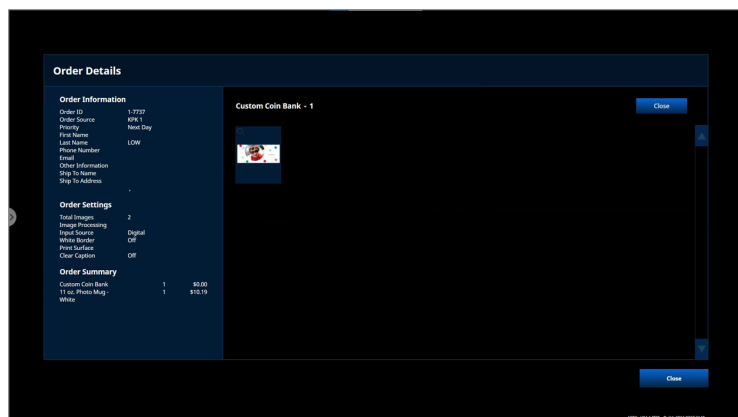 Order Details
Order Information
Order ID 1-7737
Order Source KPK 1
Priority Next Day
First Name
Last Name LOW
Phone Number
Email
Other Information
Ship To Name
Ship To Address
Order Settings
Total Images 2
Image Processing
Input Source Digital
White Border Off
Print Surface
Clear Caption Off
Order Summary
Custom Coin Bank 1 $0.00
11 oz. Photo Mug - 1 $10.19
White
Custom Coin Bank - 1
Close
Close